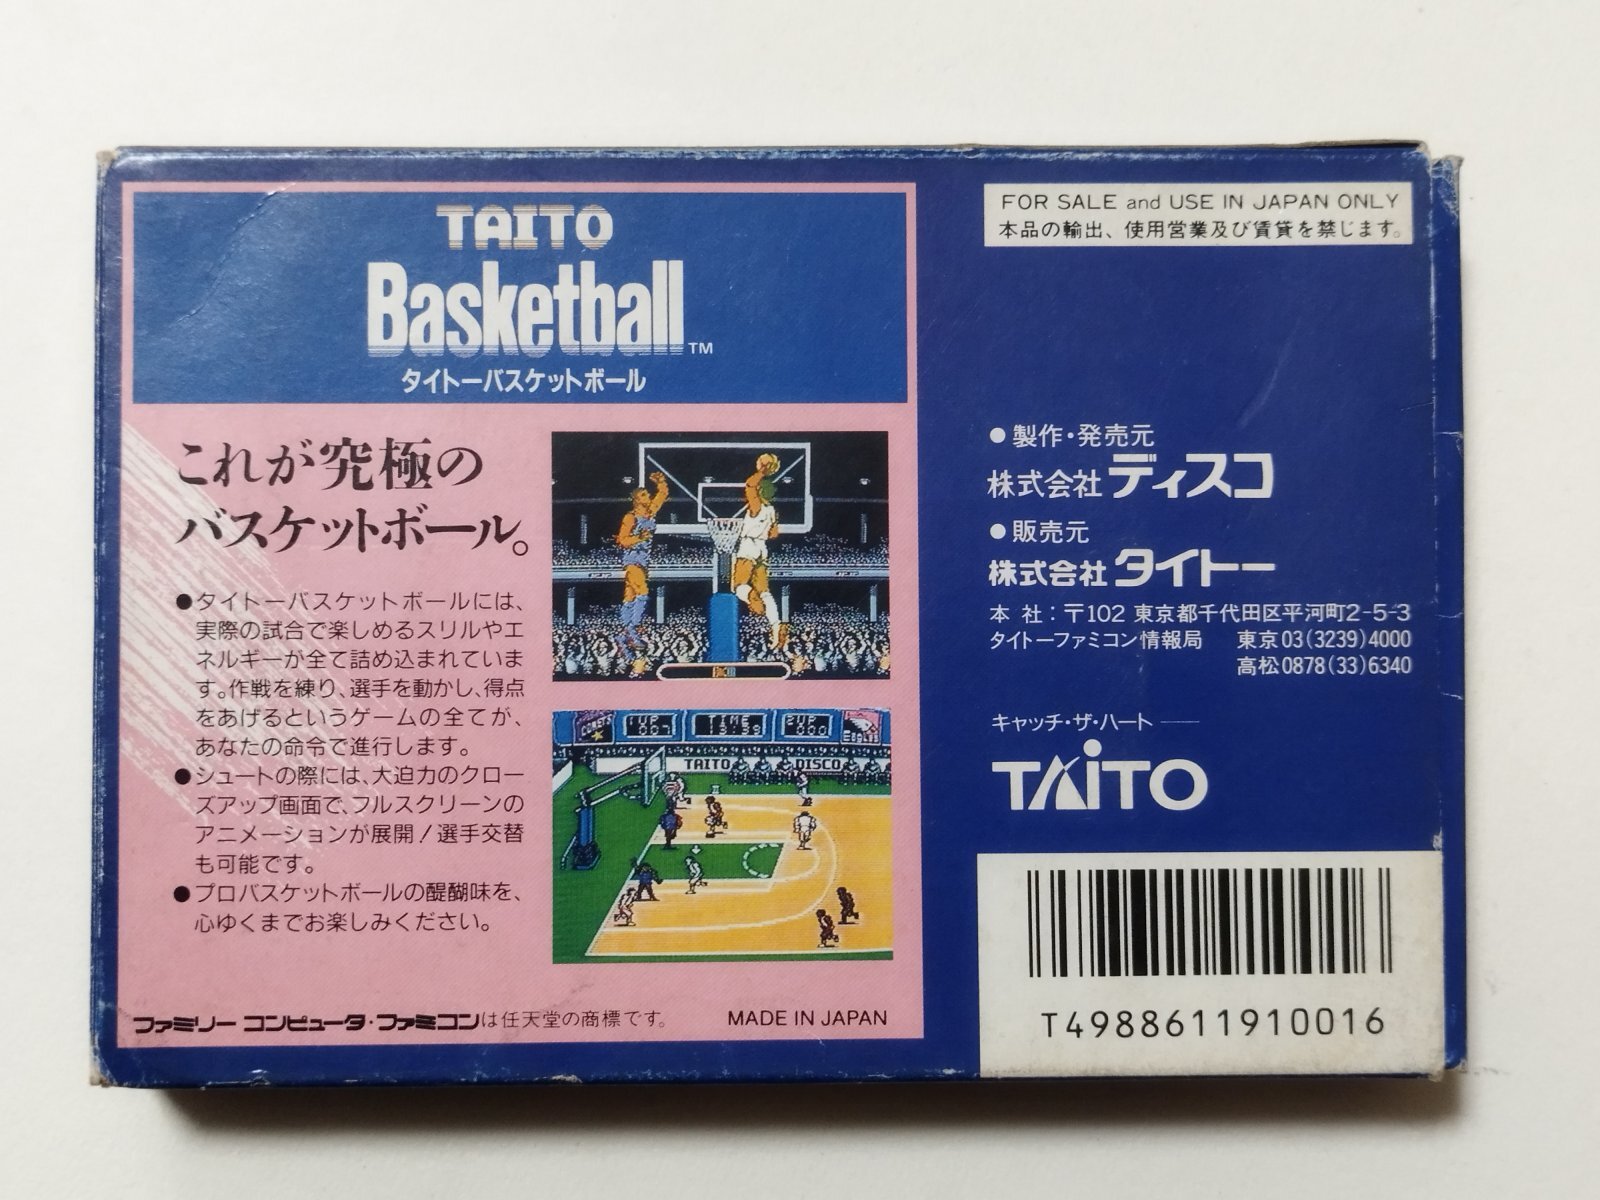 TAITO
Basketball™
タイトーバスケットボール
これが究極の
バスケットボール。
●タイトーバスケットボールには、
実際の試合で楽しめるスリルやエ
ネルギーが全て詰め込まれていま
す。作戦を練り、選手を動かし、得点
をあげるというゲームの全てが、
あなたの命令で進行します。
●シュートの際には、大迫力のクロー
ズアップ画面で、フルスクリーンの
アニメーションが展開!選手交替
も可能です。
●プロバスケットボールの醍醐味を、
心ゆくまでお楽しみください。
COMETS
1UP
007
TIME
2UP
000
TAITO
DISCO
ファミリーコンピュータ・ファミコンは任天堂の商標です。
MADE IN JAPAN
FOR SALE and USE IN JAPAN ONLY
本品の輸出、使用営業及び賃貸を禁じます。
●製作・発売元
株式会社ディスコ
●販売元
株式会社タイトー
本 社:〒102 東京都千代田区平河町2-5-3
タイトーファミコン情報局 東京03(3239)4000
高松0878(33)6340
キャッチ・ザ・ハート
TAITO
T4988611910016